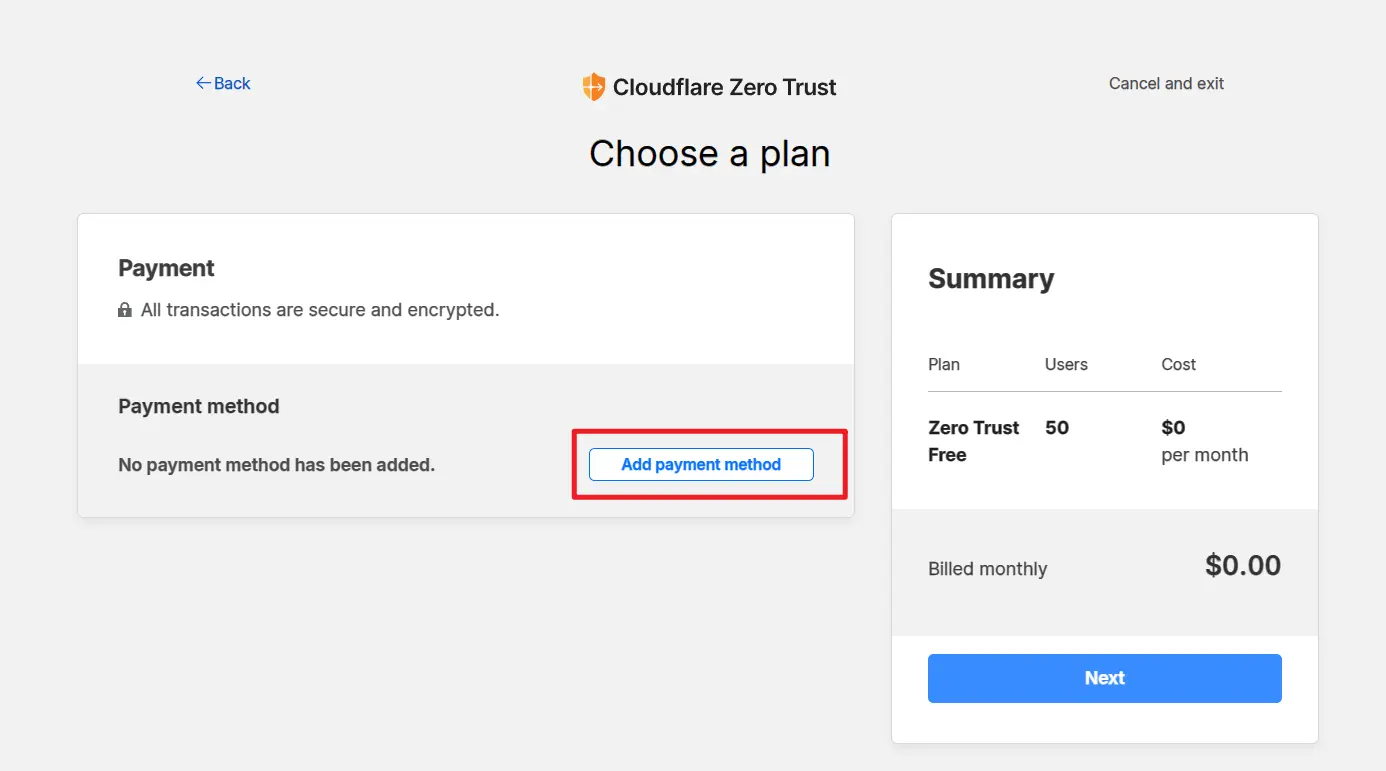 Back
Cloudflare Zero Trust
Cancel and exit
Choose a plan
Payment
All transactions are secure and encrypted.
Payment method
No payment method has been added.
Add payment method
Summary
Plan Users Cost
Zero Trust 50 $0
Free per month
Billed monthly $0.00
Next